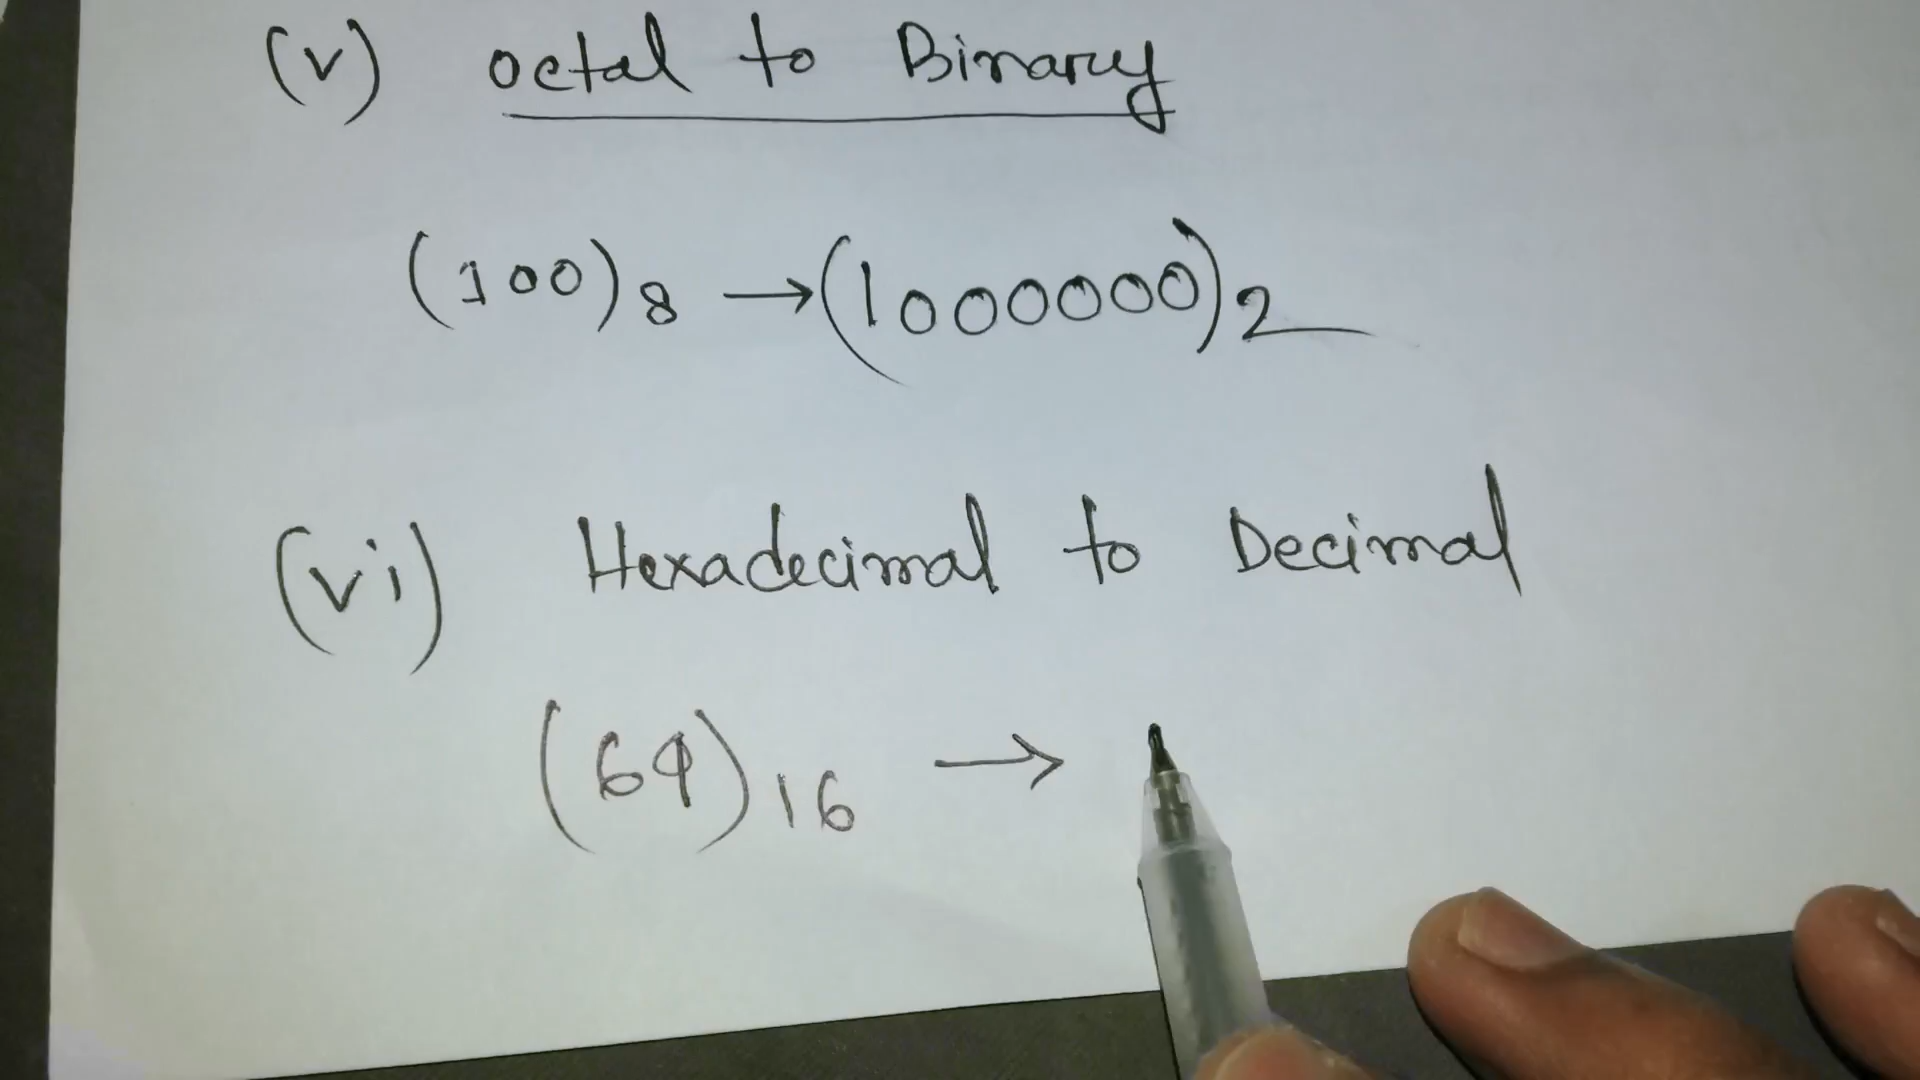 (v) octal to Binary
(100)8 → (1000000)2
(vi) Hexadecimal to Decimal
(64)16 →